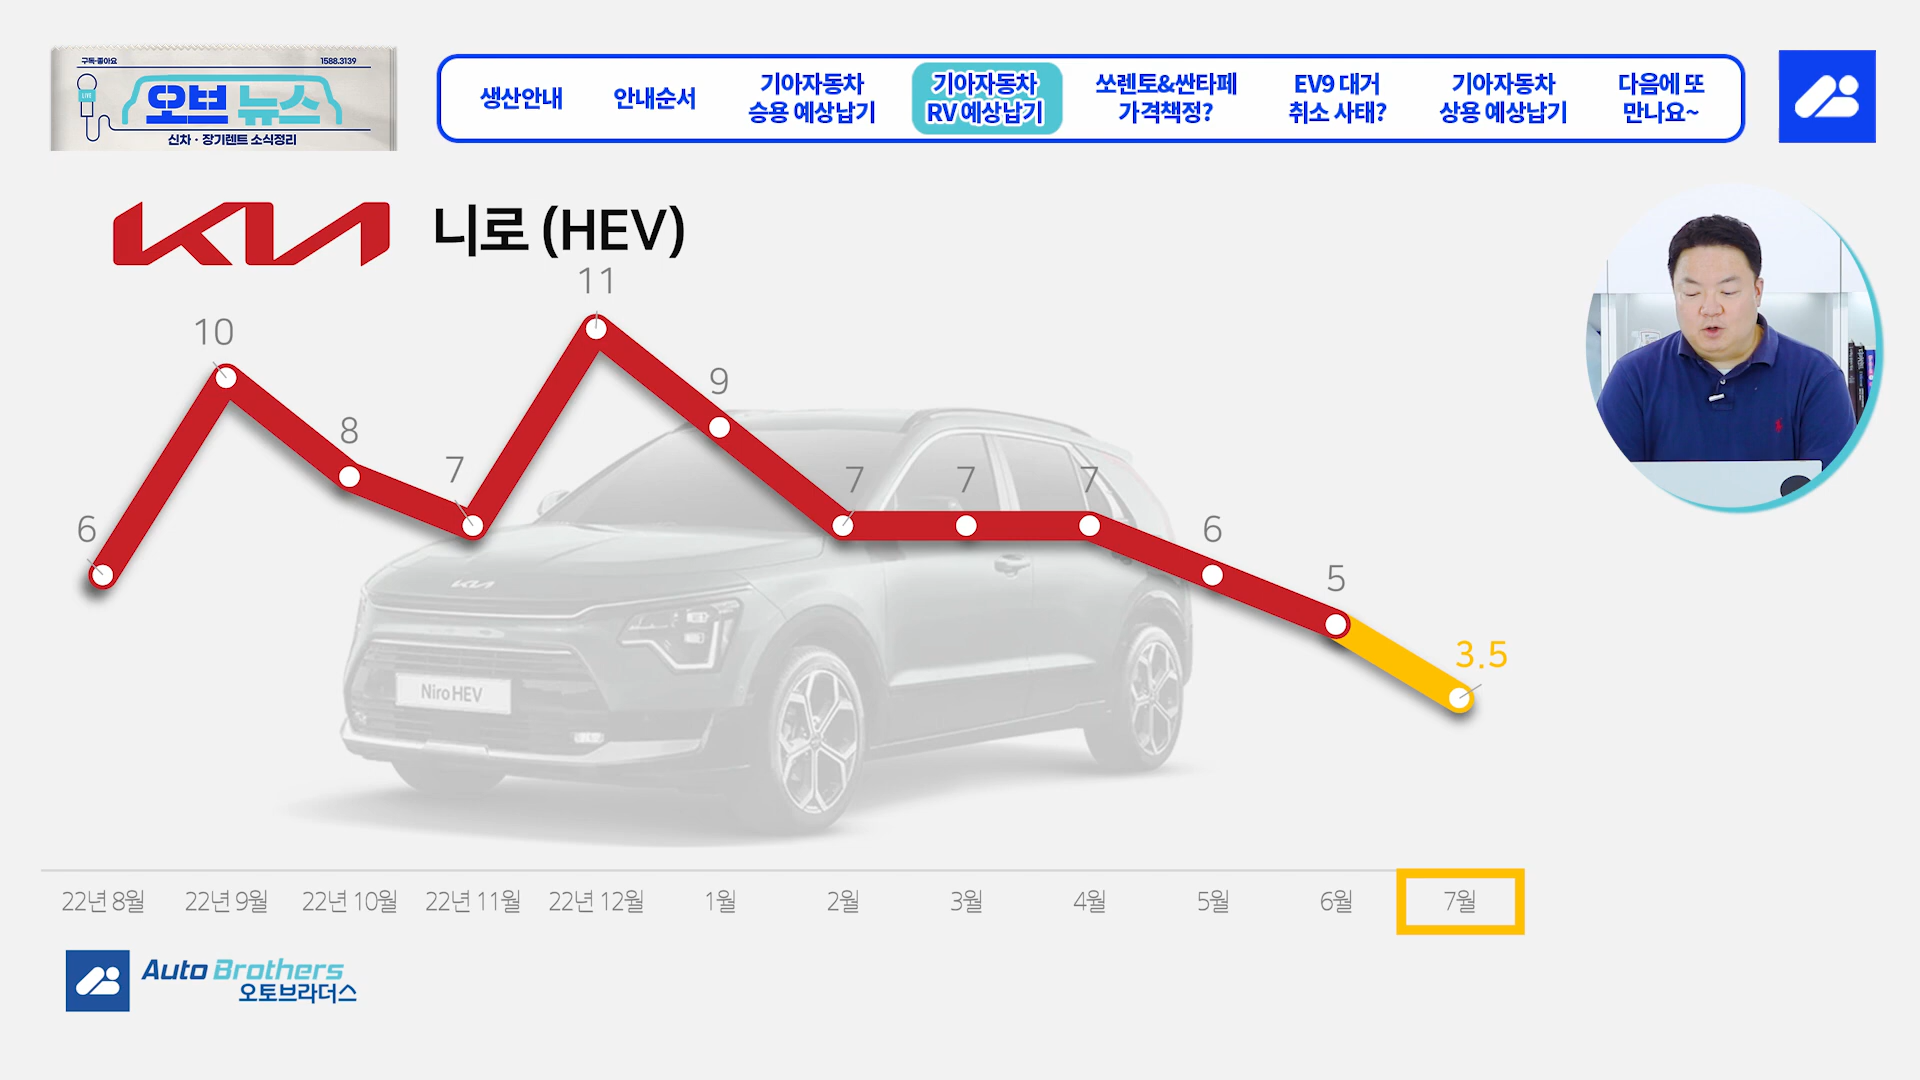 구독·좋아요
1588.3139
LIVE
오브 뉴스
신차 · 장기렌트 소식정리
생산안내
안내순서
기아자동차
승용 예상납기
기아자동차
RV 예상납기
쏘렌토&싼타페
가격책정?
EV9 대거
취소 사태?
기아자동차
상용 예상납기
다음에 또
만나요~
KIA
니로 (HEV)
6
10
8
7
11
9
7
7
7
6
5
3.5
KIA
Niro HEV
22년 8월
22년 9월
22년 10월
22년 11월
22년 12월
1월
2월
3월
4월
5월
6월
7월
Auto Brothers
오토브라더스